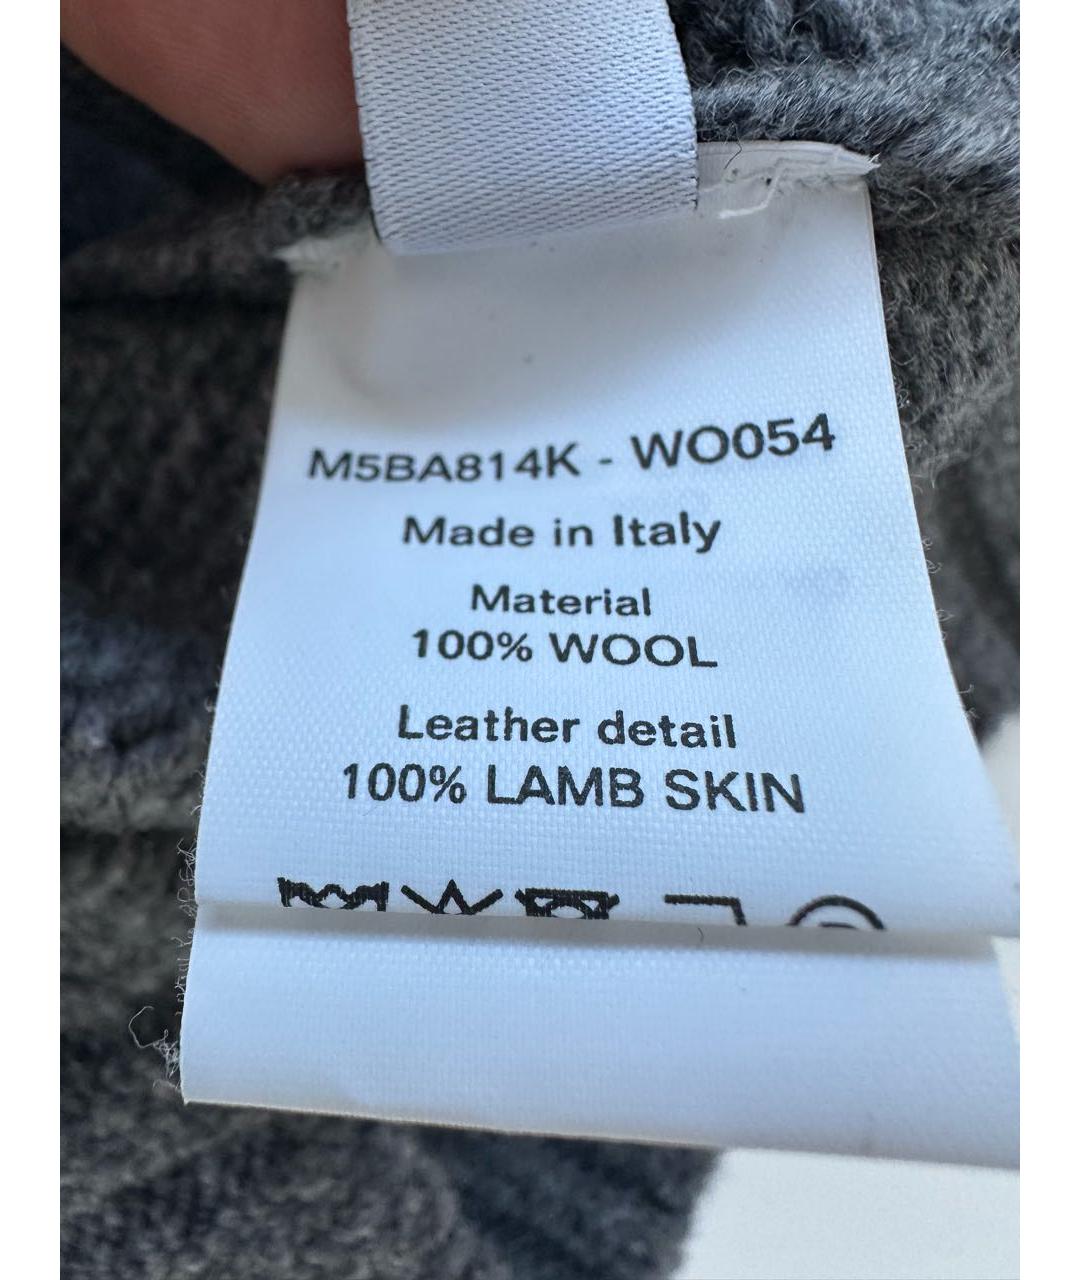 M5BA814K - WO054
Made in Italy
Material
100% WOOL
Leather detail
100% LAMB SKIN